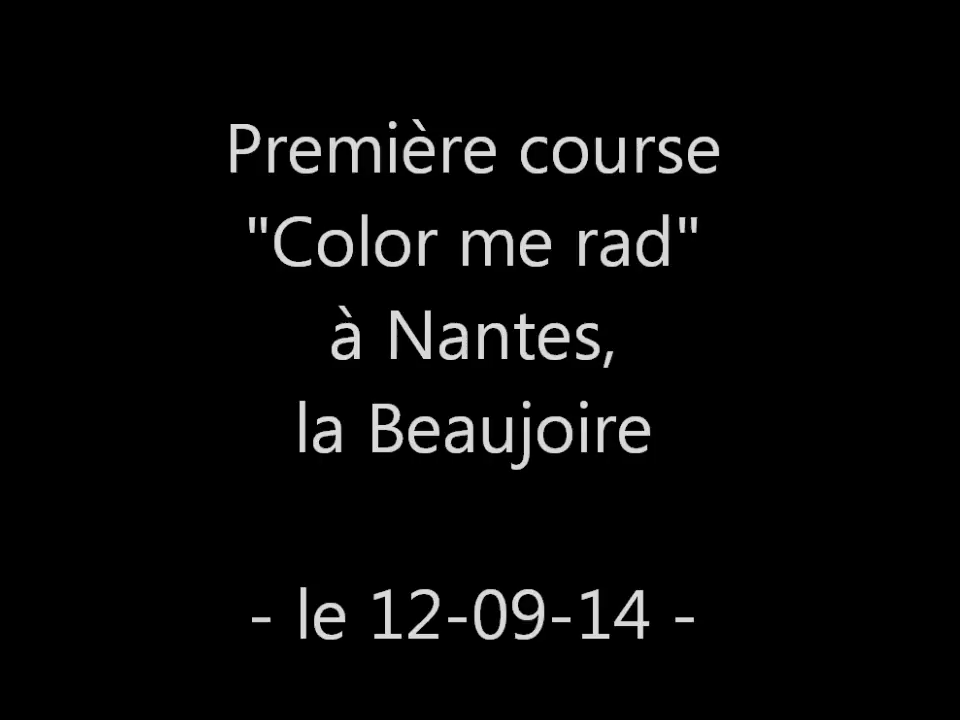 Première course
"Color me rad"
à Nantes,
la Beaujoire
- le 12-09-14 -